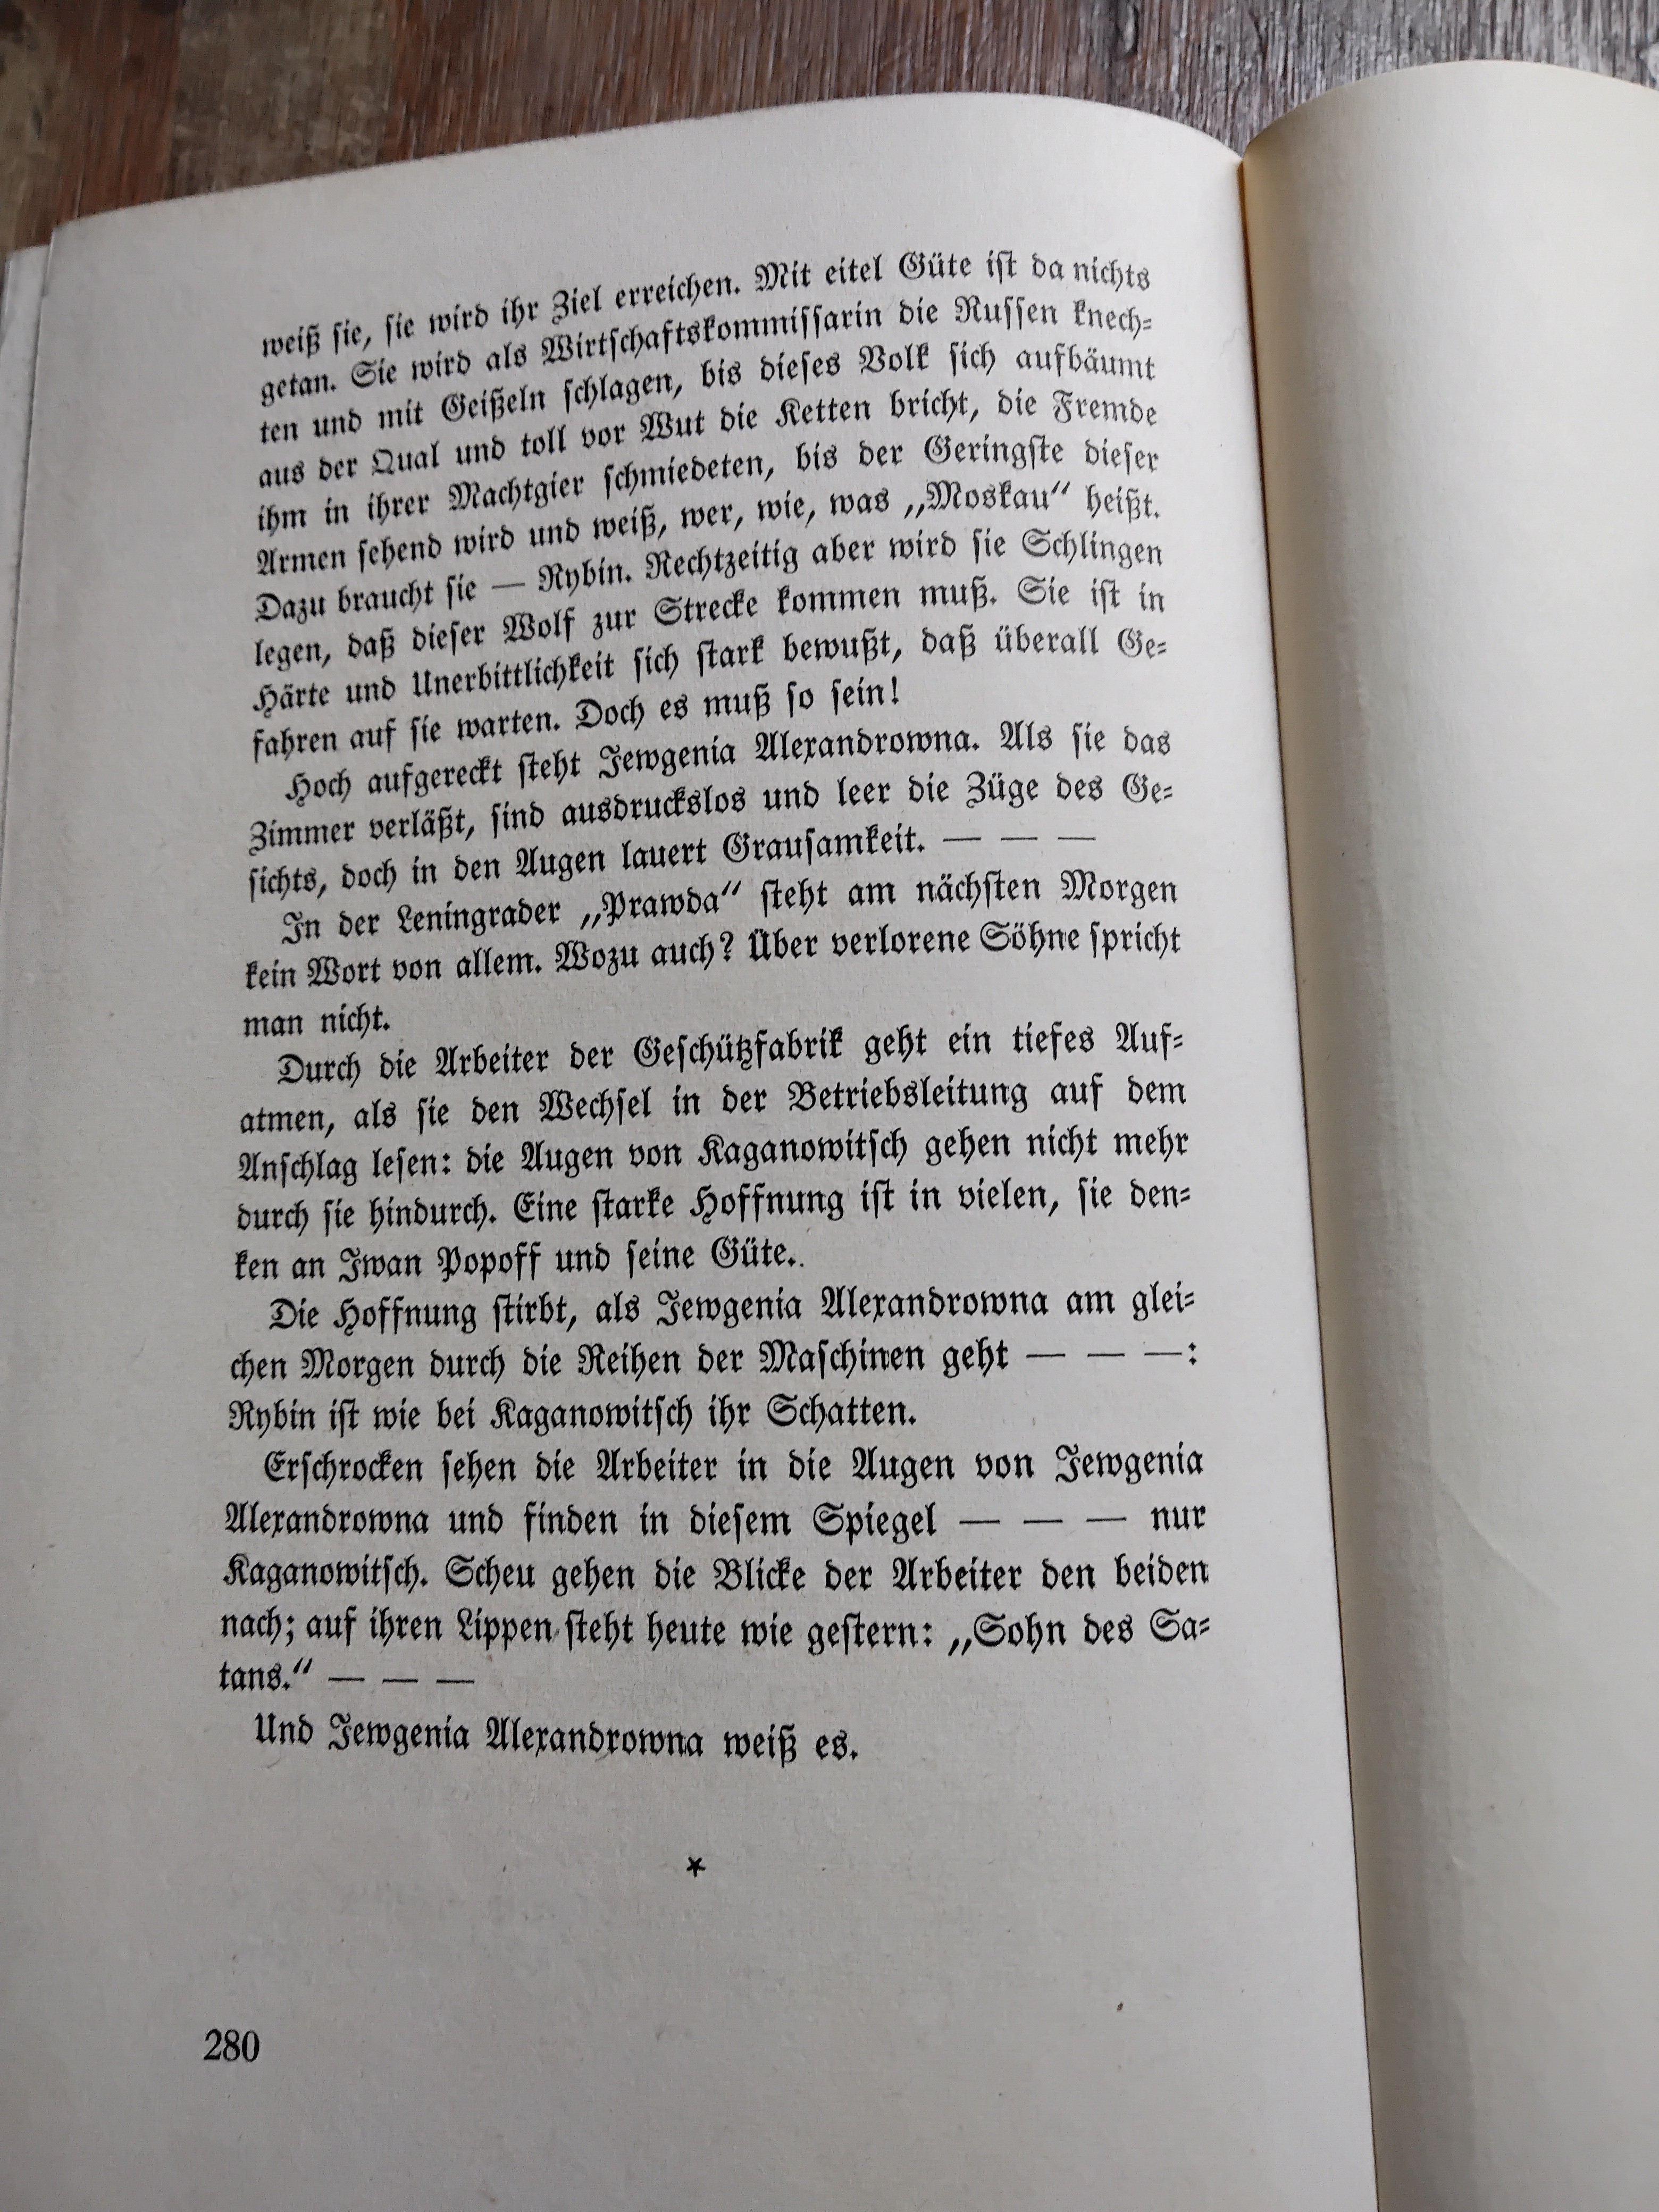 weiß sie, sie wird ihr Ziel erreichen. Mit eitel Güte ist da nichts
getan. Sie wird als Wirtschaftskommissarin die Russen knech-
ten und mit Geißeln schlagen, bis dieses Volk sich aufbäumt
aus der Qual und toll vor Wut die Ketten bricht, die Fremde
ihm in ihrer Machtgier schmiedeten, bis der Geringste dieser
Armen sehend wird und weiß, wer, wie, was „Moskau“ heißt.
Dazu braucht sie — Rybin. Rechtzeitig aber wird sie Schlingen
legen, daß dieser Wolf zur Strecke kommen muß. Sie ist in
Härte und Unerbittlichkeit sich stark bewußt, daß überall Ge-
fahren auf sie warten. Doch es muß so sein!
Hoch aufgereckt steht Jewgenia Alexandrowna. Als sie das
Zimmer verläßt, sind ausdruckslos und leer die Züge des Ge-
sichts, doch in den Augen lauert Grausamkeit. — — —
In der Leningrader „Prawda“ steht am nächsten Morgen
kein Wort von allem. Wozu auch? Über verlorene Söhne spricht
man nicht.
Durch die Arbeiter der Geschützfabrik geht ein tiefes Auf-
atmen, als sie den Wechsel in der Betriebsleitung auf dem
Anschlag lesen: die Augen von Kaganowitsch gehen nicht mehr
durch sie hindurch. Eine starke Hoffnung ist in vielen, sie den-
ken an Iwan Popoff und seine Güte.
Die Hoffnung stirbt, als Jewgenia Alexandrowna am glei-
chen Morgen durch die Reihen der Maschinen geht — — —:
Rybin ist wie bei Kaganowitsch ihr Schatten.
Erschrocken sehen die Arbeiter in die Augen von Jewgenia
Alexandrowna und finden in diesem Spiegel — — — nur
Kaganowitsch. Scheu gehen die Blicke der Arbeiter den beiden
nach; auf ihren Lippen steht heute wie gestern: „Sohn des Sa-
tans.“ — — —
Und Jewgenia Alexandrowna weiß es.
*
280